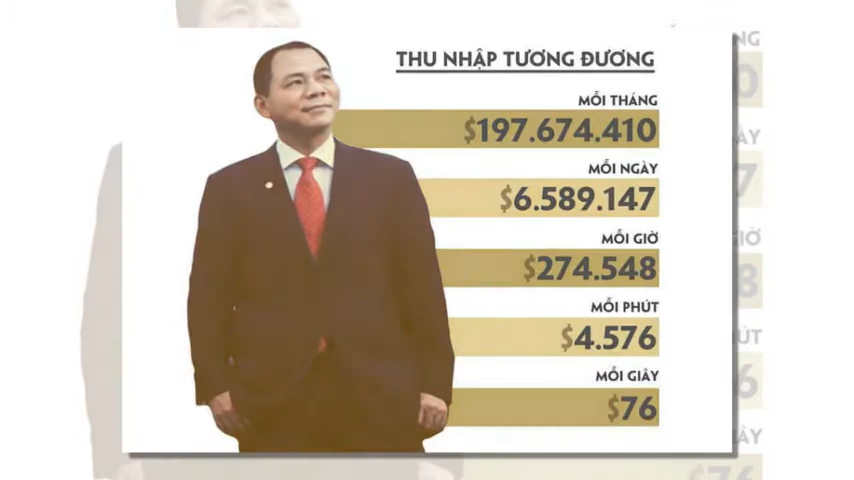 THU NHẬP TƯƠNG ĐƯƠNG
MỖI THÁNG
$197.674.410
MỖI NGÀY
$6.589.147
MỖI GIỜ
$274.548
MỖI PHÚT
$4.576
MỖI GIÂY
$76